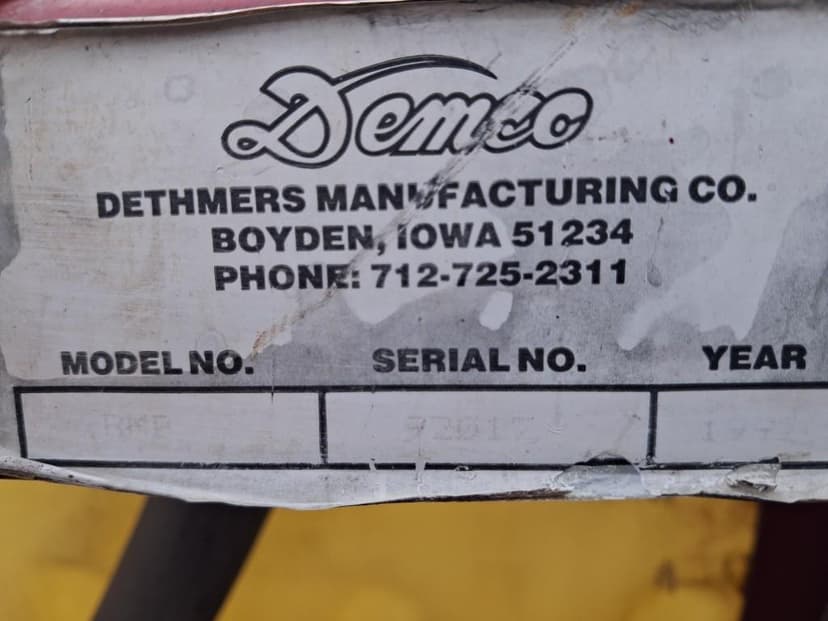 Demco
DETHMERS MANUFACTURING CO.
BOYDEN, IOWA 51234
PHONE: 712-725-2311
MODEL NO. SERIAL NO. YEAR